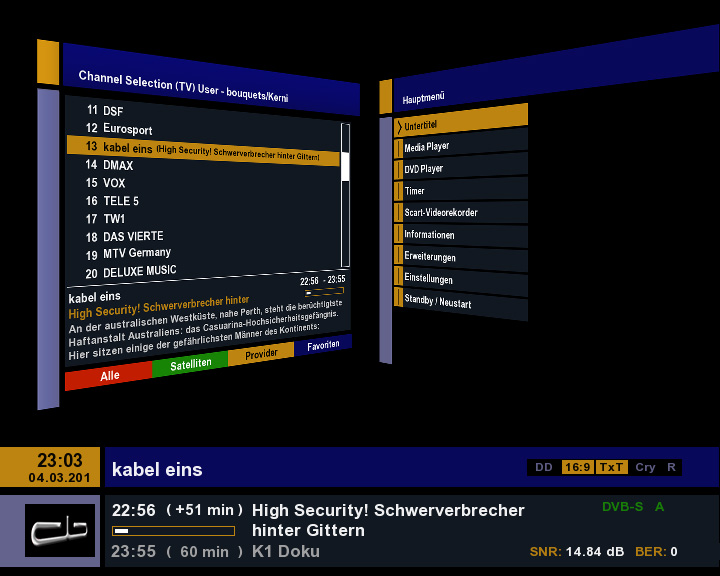 Channel Selection (TV) User - bouquets/Kerni
11 DSF
12 Eurosport
13 kabel eins (High Security! Schwerverbrecher hinter Gittern)
14 DMAX
15 VOX
16 TELE 5
17 TW1
18 DAS VIERTE
19 MTV Germany
20 DELUXE MUSIC
kabel eins 22:56 - 23:55
High Security! Schwerverbrecher hinter
An der australischen Westküste, nahe Perth, steht die berüchtigste
Haftanstalt Australiens: das Casuarina-Hochsicherheitsgefängnis.
Hier sitzen einige der gefährlichsten Männer des Kontinents:
Alle Satelliten Provider Favoriten
Hauptmenü
Untertitel
Media Player
DVD Player
Timer
Scart-Videorekorder
Informationen
Erweiterungen
Einstellungen
Standby / Neustart
23:03
04.03.201
kabel eins
DD 16:9 TxT Cry R
22:56 (+51 min) High Security! Schwerverbrecher
hinter Gittern
23:55 (60 min) K1 Doku
DVB-S A
SNR: 14.84 dB BER: 0